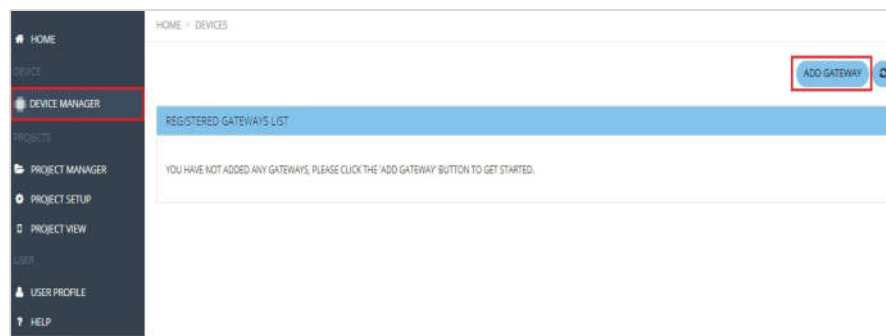 HOME
DEVICE
DEVICE MANAGER
PROJECTS
PROJECT MANAGER
PROJECT SETUP
PROJECT VIEW
USER
USER PROFILE
? HELP
HOME > DEVICES
ADD GATEWAY
REGISTERED GATEWAYS LIST
YOU HAVE NOT ADDED ANY GATEWAYS, PLEASE CLICK THE 'ADD GATEWAY' BUTTON TO GET STARTED.